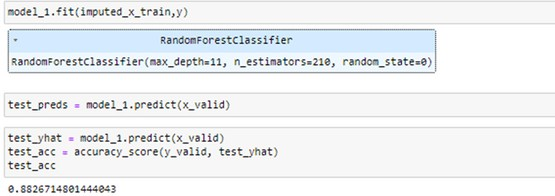 model_1.fit(imputed_x_train,y)
RandomForestClassifier
RandomForestClassifier(max_depth=11, n_estimators=210, random_state=0)
test_preds = model_1.predict(x_valid)
test_yhat = model_1.predict(x_valid)
test_acc = accuracy_score(y_valid, test_yhat)
test_acc
0.8826714801444043